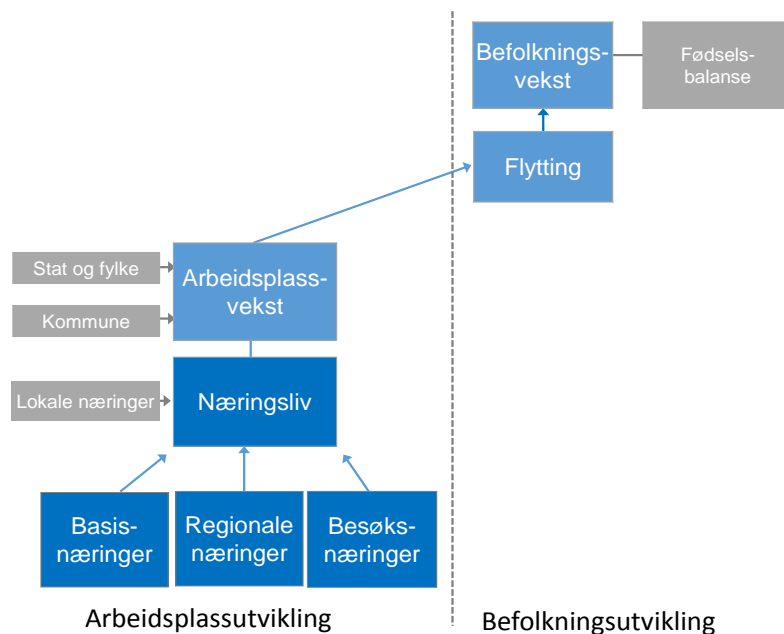 Befolknings-
vekst
Fødsels-
balanse
Flytting
Stat og fylke
Arbeidsplass-
vekst
Kommune
Lokale næringer
Næringsliv
Basis-
næringer
Regionale
næringer
Besøks-
næringer
Arbeidsplassutvikling
Befolkningsutvikling